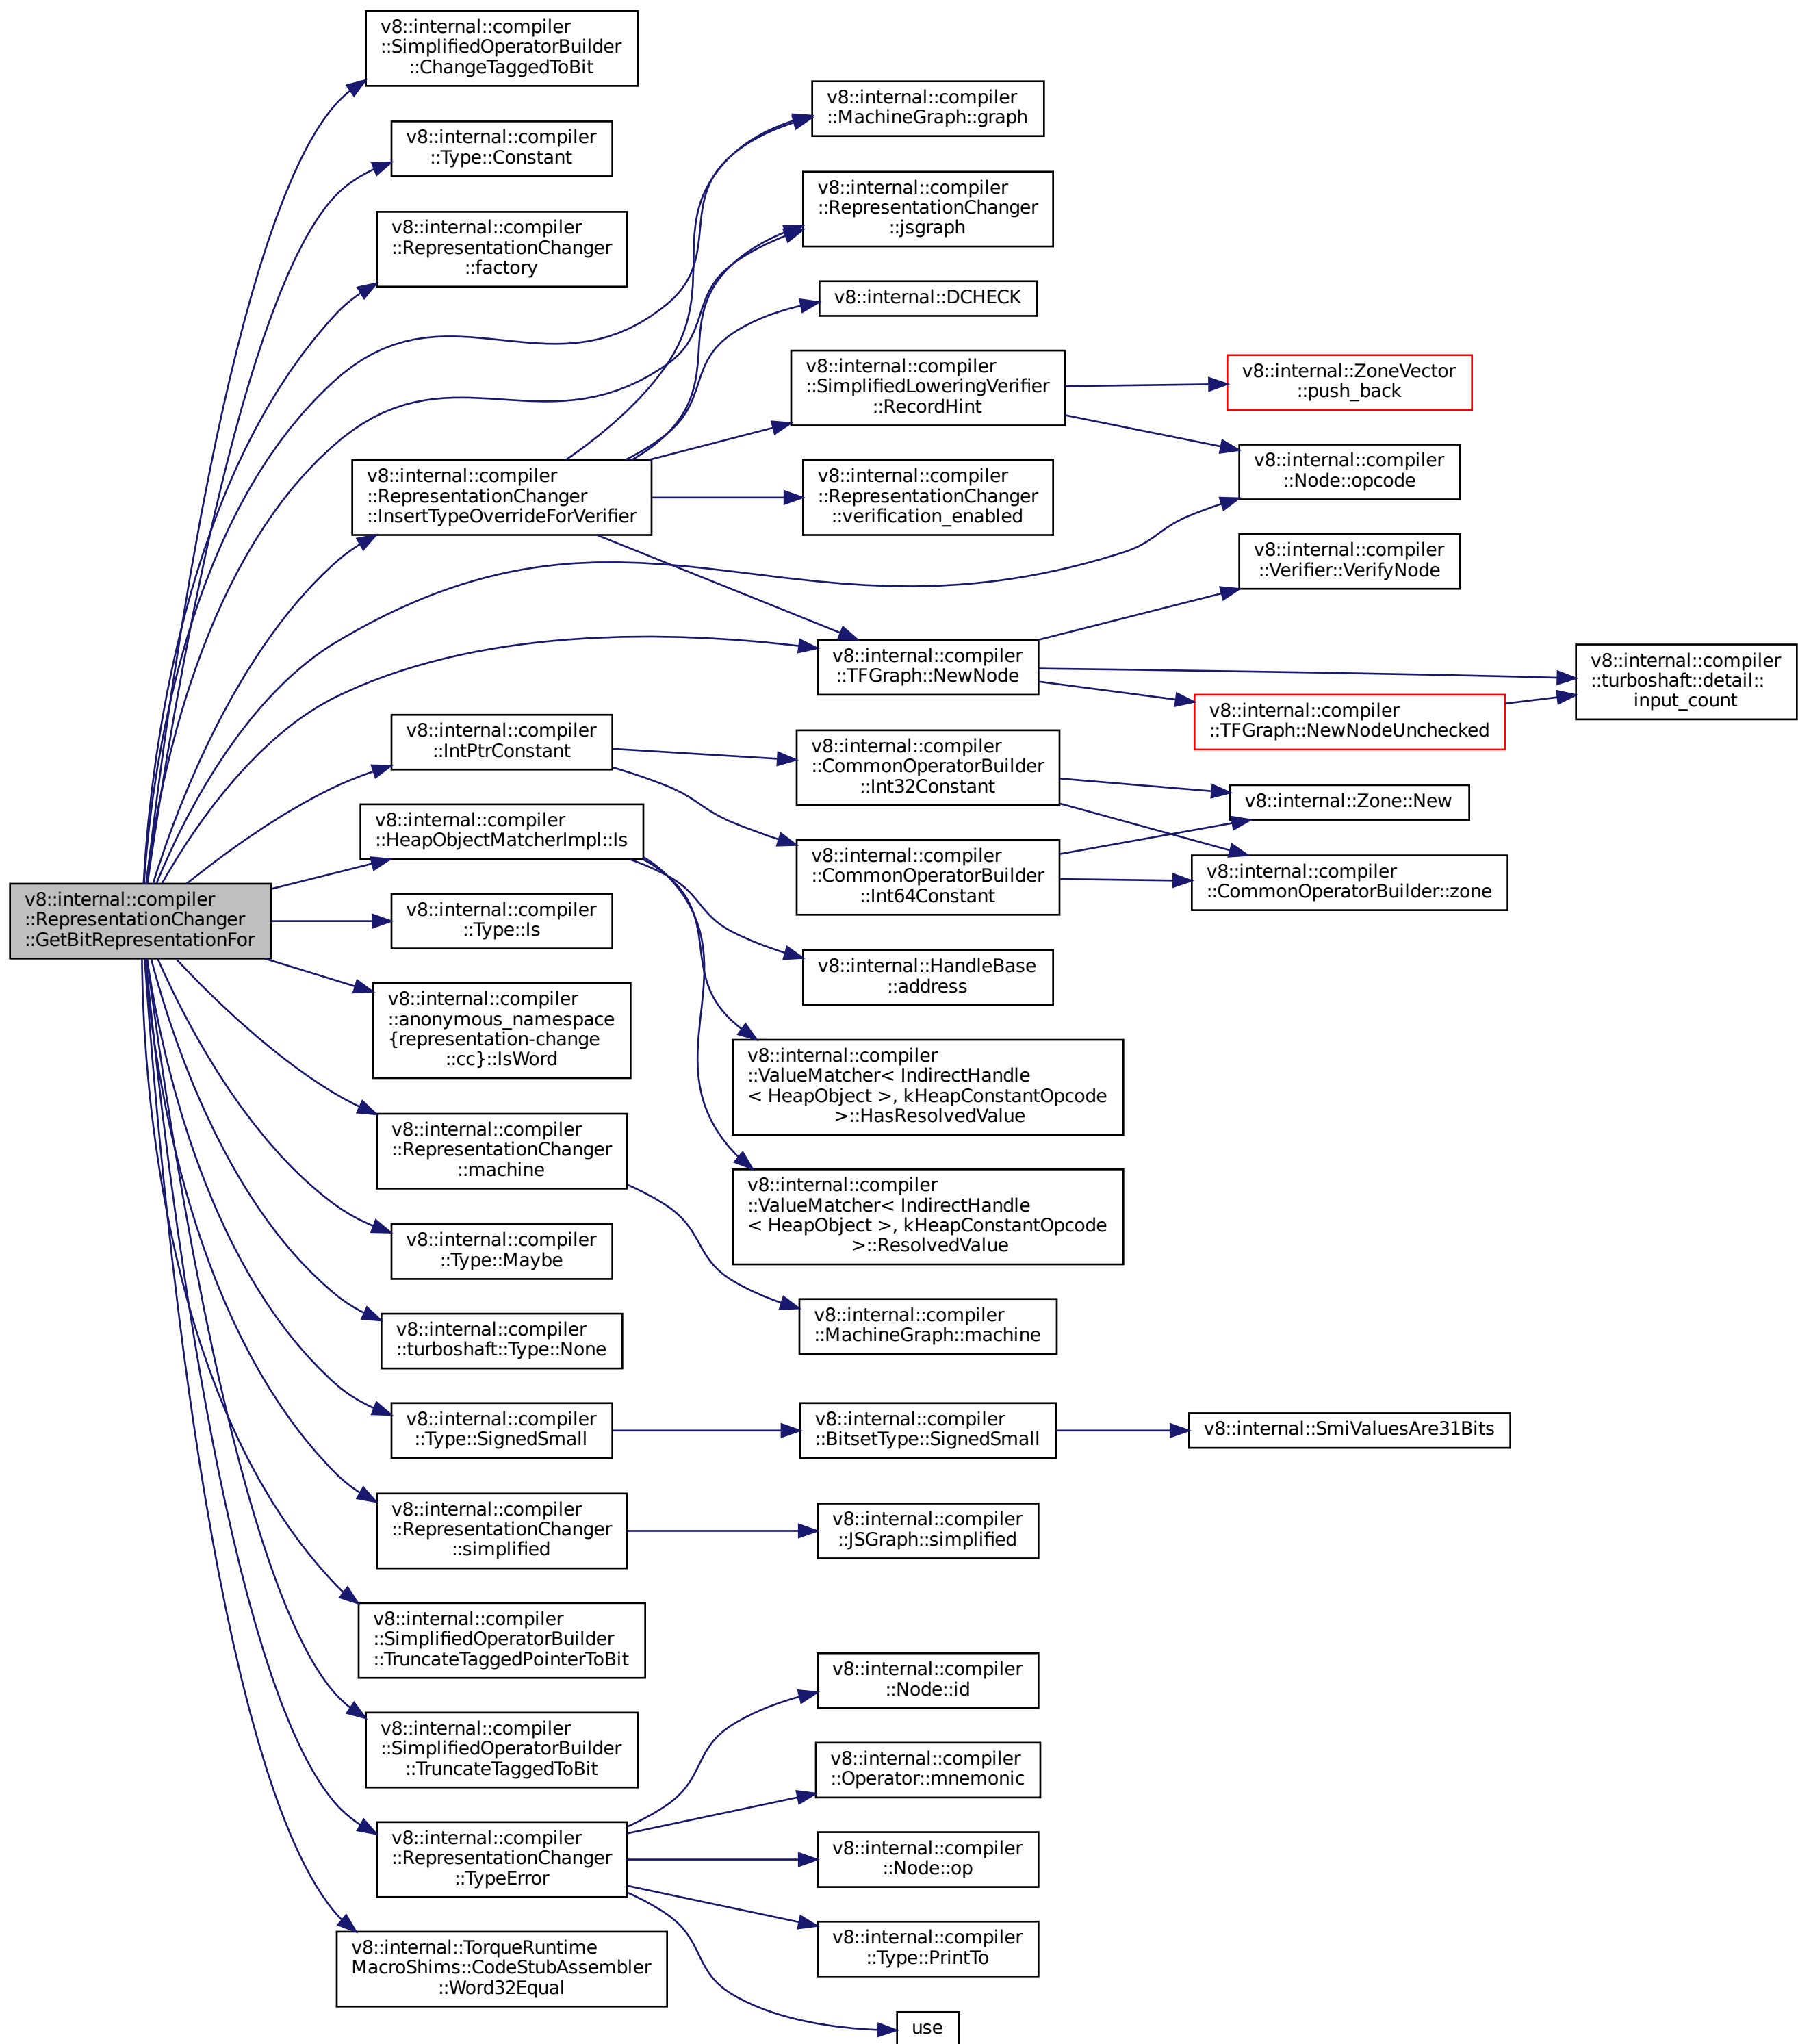 v8::internal::compiler
::RepresentationChanger
::GetBitRepresentationFor
v8::internal::compiler
::SimplifiedOperatorBuilder
::ChangeTaggedToBit
v8::internal::compiler
::Type::Constant
v8::internal::compiler
::RepresentationChanger
::factory
v8::internal::compiler
::RepresentationChanger
::InsertTypeOverrideForVerifier
v8::internal::compiler
::IntPtrConstant
v8::internal::compiler
::HeapObjectMatcherImpl::Is
v8::internal::compiler
::Type::Is
v8::internal::compiler
::anonymous_namespace
{representation-change
::cc}::IsWord
v8::internal::compiler
::RepresentationChanger
::machine
v8::internal::compiler
::Type::Maybe
v8::internal::compiler
::turboshaft::Type::None
v8::internal::compiler
::Type::SignedSmall
v8::internal::compiler
::RepresentationChanger
::simplified
v8::internal::compiler
::SimplifiedOperatorBuilder
::TruncateTaggedPointerToBit
v8::internal::compiler
::SimplifiedOperatorBuilder
::TruncateTaggedToBit
v8::internal::compiler
::RepresentationChanger
::TypeError
v8::internal::TorqueRuntime
MacroShims::CodeStubAssembler
::Word32Equal
v8::internal::compiler
::MachineGraph::graph
v8::internal::compiler
::RepresentationChanger
::jsgraph
v8::internal::DCHECK
v8::internal::compiler
::SimplifiedLoweringVerifier
::RecordHint
v8::internal::compiler
::RepresentationChanger
::verification_enabled
v8::internal::compiler
::TFGraph::NewNode
v8::internal::compiler
::CommonOperatorBuilder
::Int32Constant
v8::internal::compiler
::CommonOperatorBuilder
::Int64Constant
v8::internal::HandleBase
::address
v8::internal::compiler
::ValueMatcher< IndirectHandle
< HeapObject >, kHeapConstantOpcode
>::HasResolvedValue
v8::internal::compiler
::ValueMatcher< IndirectHandle
< HeapObject >, kHeapConstantOpcode
>::ResolvedValue
v8::internal::compiler
::MachineGraph::machine
v8::internal::compiler
::BitsetType::SignedSmall
v8::internal::compiler
::JSGraph::simplified
v8::internal::compiler
::Node::id
v8::internal::compiler
::Operator::mnemonic
v8::internal::compiler
::Node::op
v8::internal::compiler
::Type::PrintTo
use
v8::internal::ZoneVector
::push_back
v8::internal::compiler
::Node::opcode
v8::internal::compiler
::Verifier::VerifyNode
v8::internal::compiler
::TFGraph::NewNodeUnchecked
v8::internal::Zone::New
v8::internal::compiler
::CommonOperatorBuilder::zone
v8::internal::SmiValuesAre31Bits
v8::internal::compiler
::turboshaft::detail::
input_count